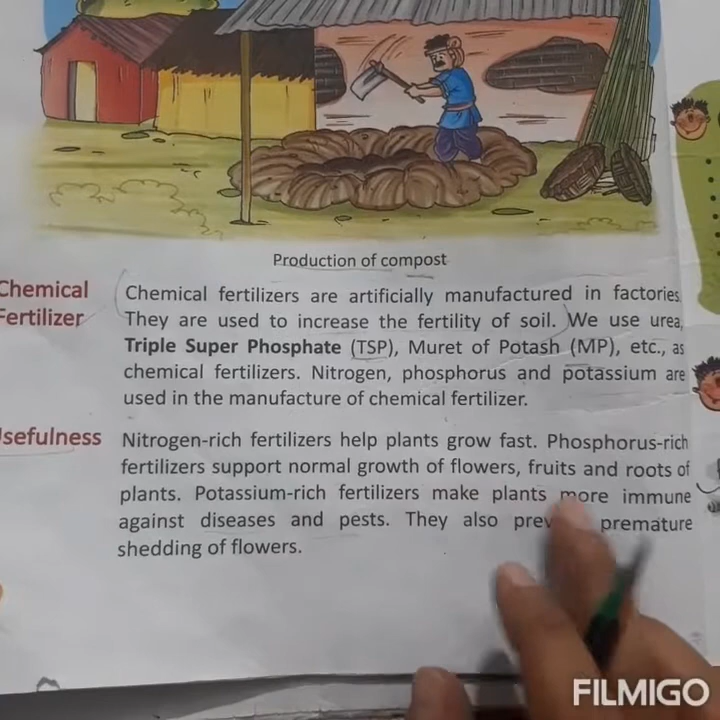 Production of compost
Chemical
Fertilizer
Chemical fertilizers are artificially manufactured in factories
They are used to increase the fertility of soil. We use urea,
Triple Super Phosphate (TSP), Muret of Potash (MP), etc., as
chemical fertilizers. Nitrogen, phosphorus and potassium are
used in the manufacture of chemical fertilizer.
Usefulness
Nitrogen-rich fertilizers help plants grow fast. Phosphorus-rich
fertilizers support normal growth of flowers, fruits and roots of
plants. Potassium-rich fertilizers make plants more immune
against diseases and pests. They also premature
shedding of flowers.
FILMIGO